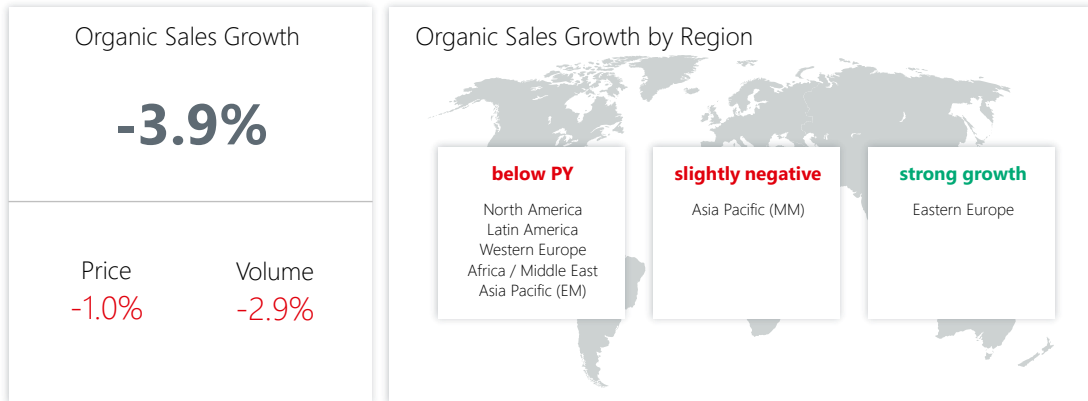 Organic Sales Growth
-3.9%
Price
-1.0%
Volume
-2.9%
Organic Sales Growth by Region
below PY
North America
Latin America
Western Europe
Africa / Middle East
Asia Pacific (EM)
slightly negative
Asia Pacific (MM)
strong growth
Eastern Europe